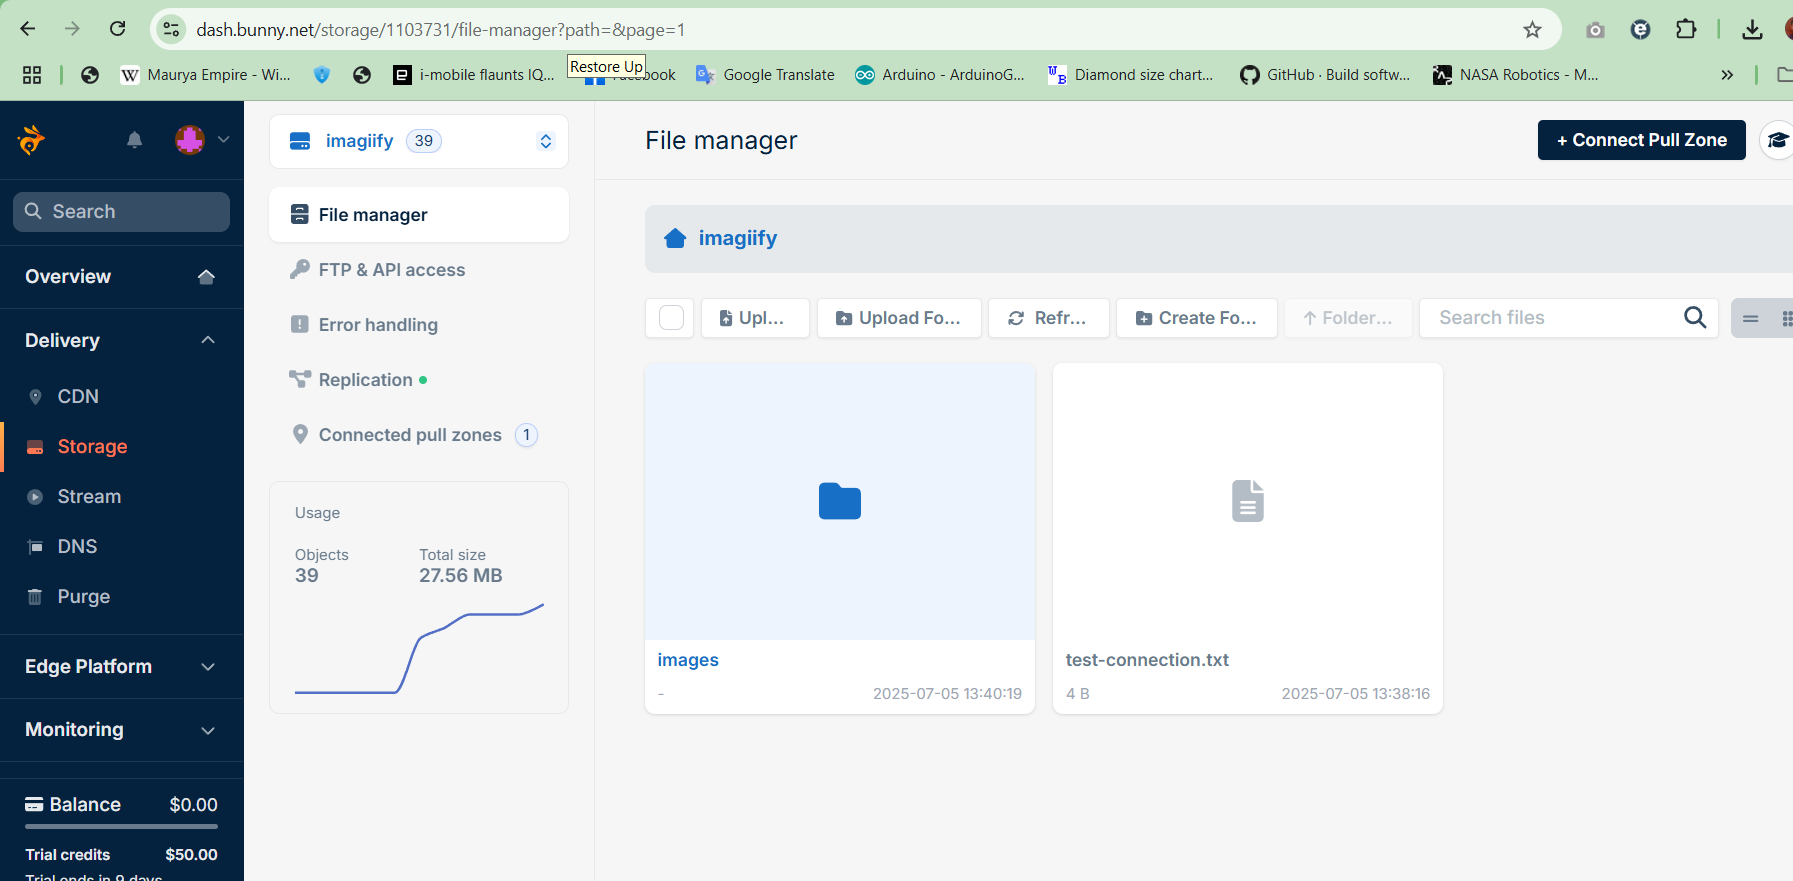 dash.bunny.net/storage/1103731/file-manager?path=&page=1
Restore Up
Maurya Empire - Wi...
i-mobile flaunts IQ...
Google Translate
Arduino - ArduinoG...
Diamond size chart...
GitHub · Build softw...
NASA Robotics - M...
Search
Overview
Delivery
CDN
Storage
Stream
DNS
Purge
Edge Platform
Monitoring
Balance $0.00
Trial credits $50.00
Trial ends in 9 days
imagiify 39
File manager
FTP & API access
Error handling
Replication
Connected pull zones 1
Usage
Objects Total size
39 27.56 MB
File manager
+ Connect Pull Zone
imagiify
Upl...
Upload Fo...
Refr...
Create Fo...
Folder...
Search files
images
- 2025-07-05 13:40:19
test-connection.txt
4 B 2025-07-05 13:38:16